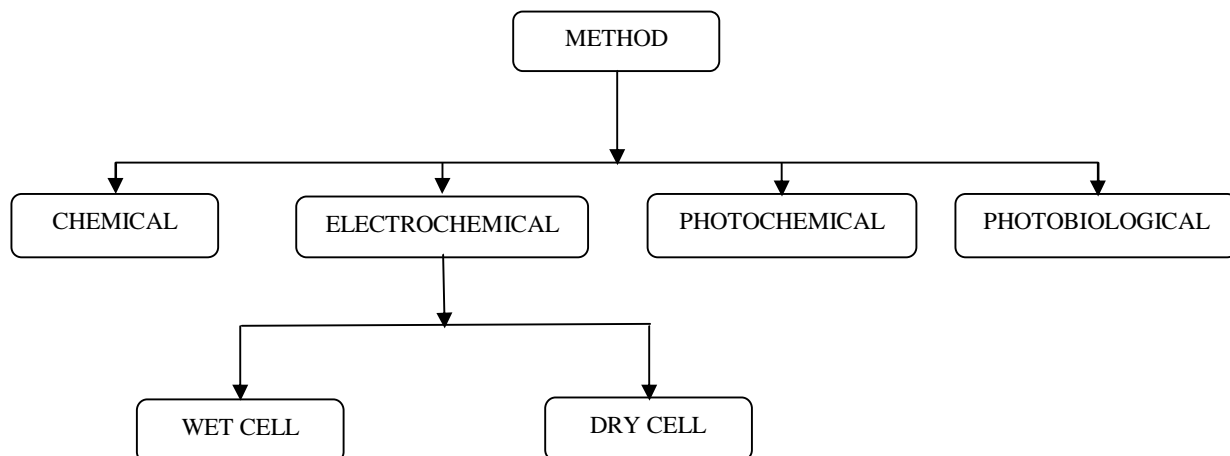 METHOD
CHEMICAL
ELECTROCHEMICAL
PHOTOCHEMICAL
PHOTOBIOLOGICAL
WET CELL
DRY CELL